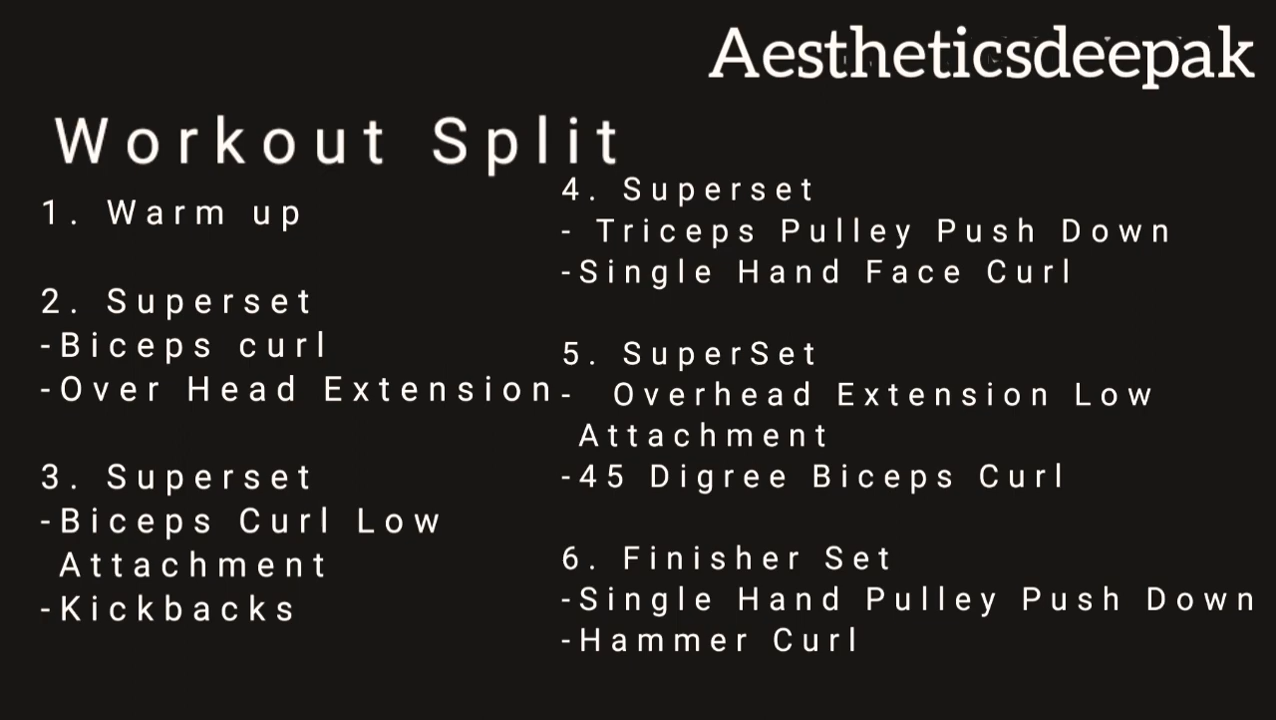 Aestheticsdeepak
Workout Split
1. Warm up
2. Superset
-Biceps curl
-Over Head Extension
3. Superset
-Biceps Curl Low
Attachment
-Kickbacks
4. Superset
- Triceps Pulley Push Down
-Single Hand Face Curl
5. SuperSet
- Overhead Extension Low
Attachment
-45 Digree Biceps Curl
6. Finisher Set
-Single Hand Pulley Push Down
-Hammer Curl